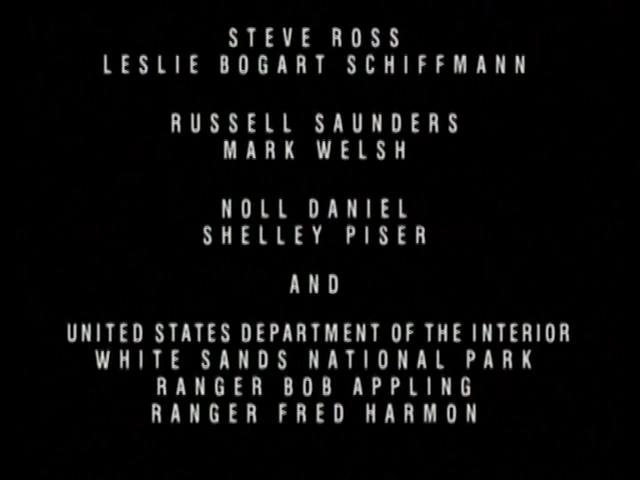 STEVE ROSS
LESLIE BOGART SCHIFFMANN
RUSSELL SAUNDERS
MARK WELSH
NOLL DANIEL
SHELLEY PISER
AND
UNITED STATES DEPARTMENT OF THE INTERIOR
WHITE SANDS NATIONAL PARK
RANGER BOB APPLING
RANGER FRED HARMON